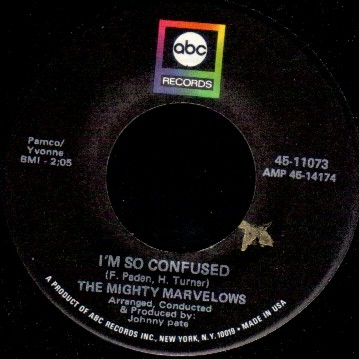 abc
RECORDS
Pamco/
Yvonne
BMI - 2;05
45-11073
AMP 45-14174
I'M SO CONFUSED
(F. Paden, H. Turner)
THE MIGHTY MARVELOWS
Arranged, Conducted
& Produced by:
Johnny pate
A PRODUCT OF ABC RECORDS INC., NEW YORK, N.Y. 10019 • MADE IN USA